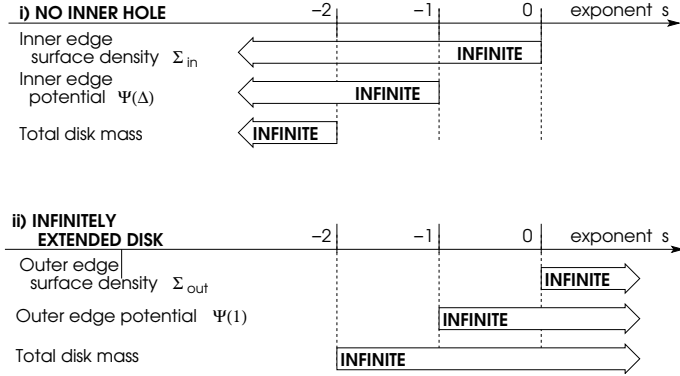 i) NO INNER HOLE
−2 −1 0 exponent s
Inner edge
surface density Σ in
INFINITE
Inner edge
potential Ψ(Δ)
INFINITE
Total disk mass
INFINITE
ii) INFINITELY
EXTENDED DISK
−2 −1 0 exponent s
Outer edge
surface density Σ out
INFINITE
Outer edge potential Ψ(1)
INFINITE
Total disk mass
INFINITE